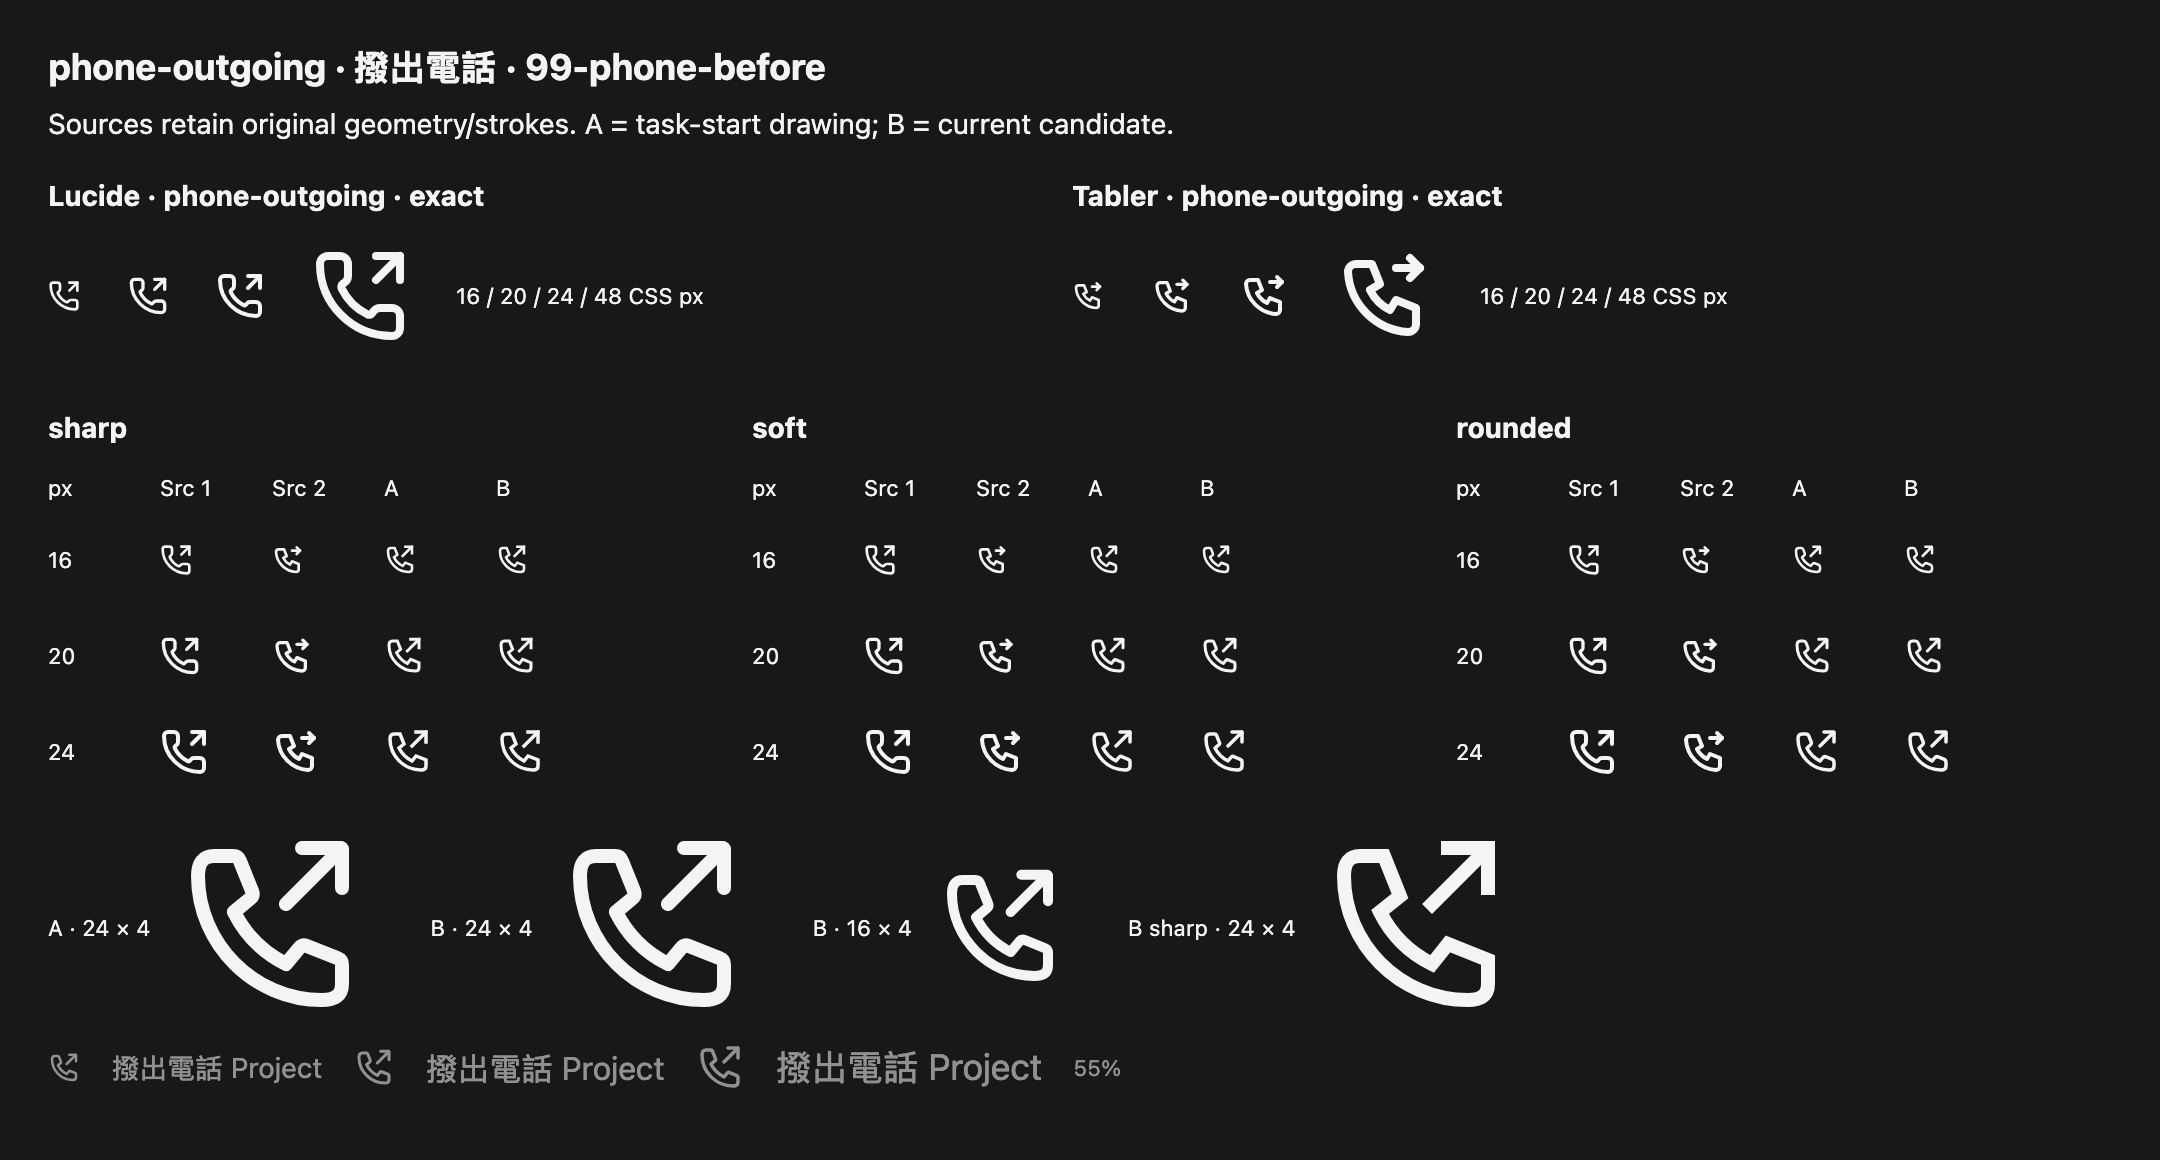 phone-outgoing · 撥出電話 · 99-phone-before
Sources retain original geometry/strokes. A = task-start drawing; B = current candidate.
Lucide · phone-outgoing · exact
Tabler · phone-outgoing · exact
16 / 20 / 24 / 48 CSS px
16 / 20 / 24 / 48 CSS px
sharp
soft
rounded
px Src 1 Src 2 A B
px Src 1 Src 2 A B
px Src 1 Src 2 A B
16
16
16
20
20
20
24
24
24
A · 24 × 4
B · 24 × 4
B · 16 × 4
B sharp · 24 × 4
撥出電話 Project
撥出電話 Project
撥出電話 Project
55%